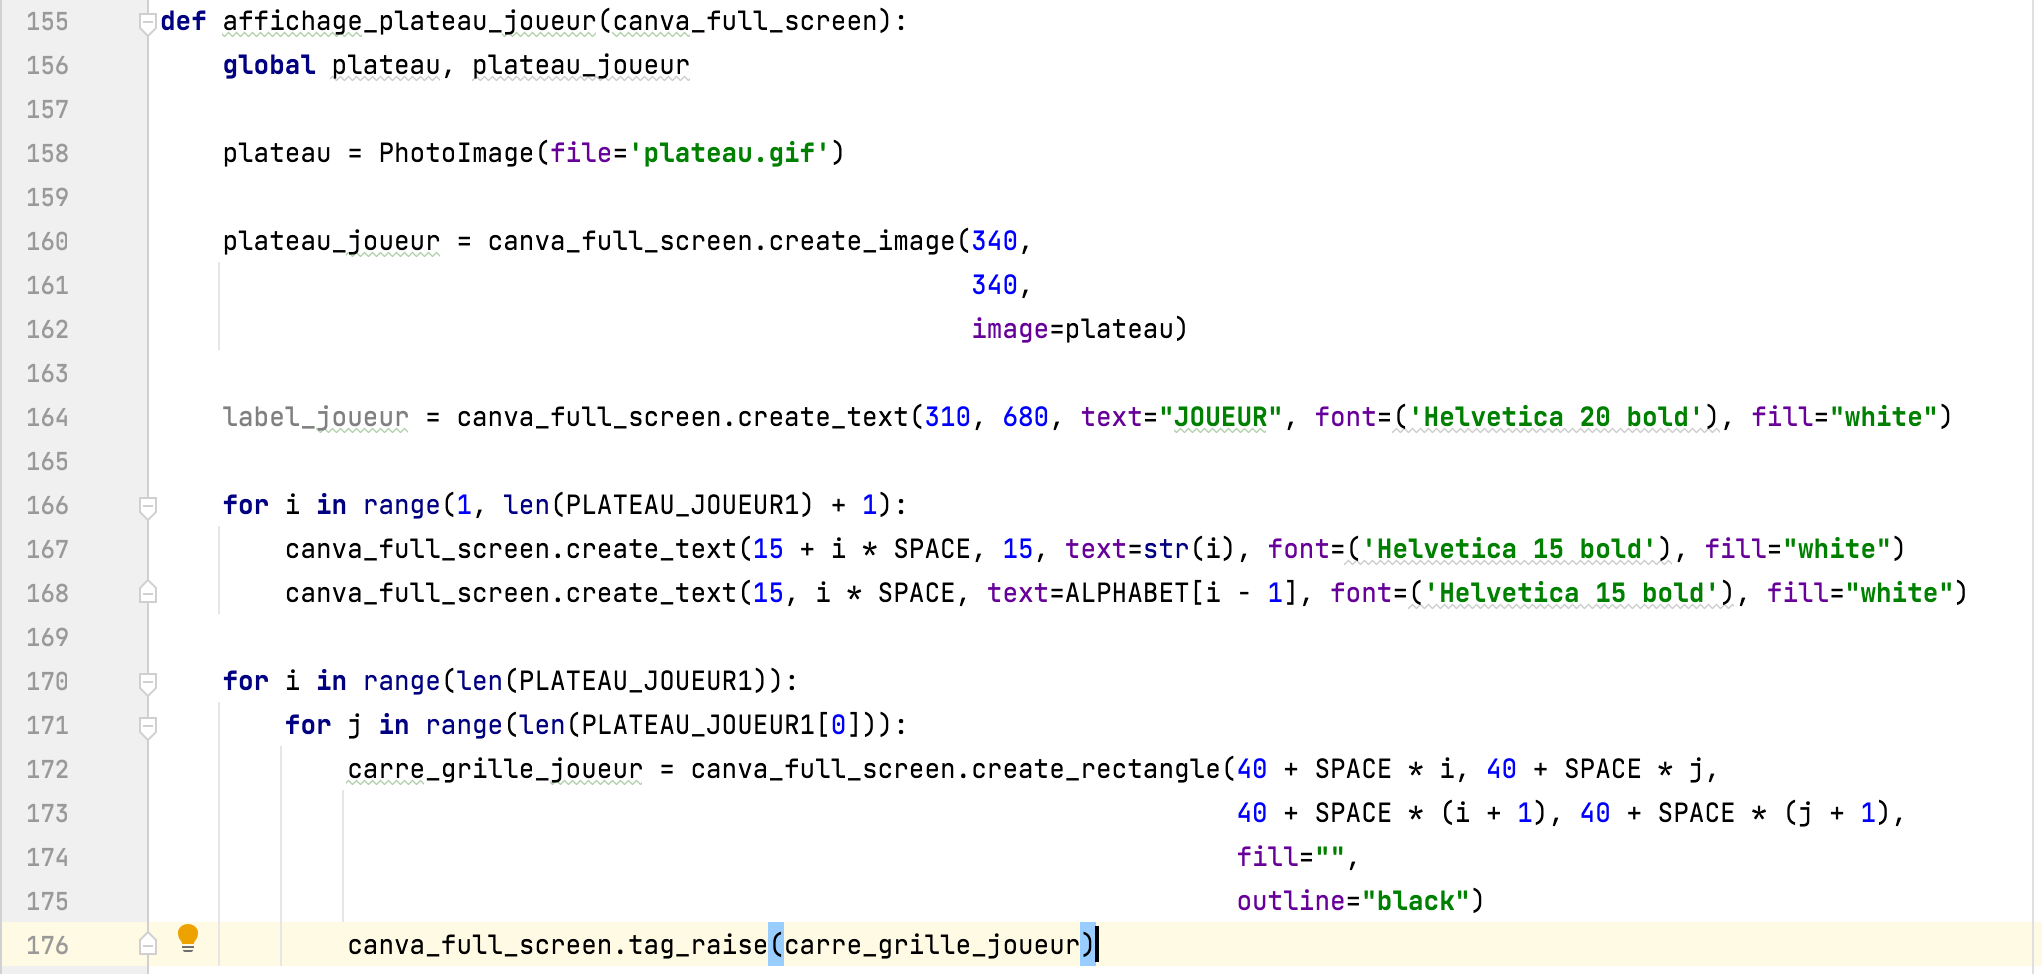 155 def affichage_plateau_joueur(canva_full_screen):
156 global plateau, plateau_joueur
157
158 plateau = PhotoImage(file='plateau.gif')
159
160 plateau_joueur = canva_full_screen.create_image(340,
161 340,
162 image=plateau)
163
164 label_joueur = canva_full_screen.create_text(310, 680, text="JOUEUR", font=('Helvetica 20 bold'), fill="white")
165
166 for i in range(1, len(PLATEAU_JOUEUR1) + 1):
167 canva_full_screen.create_text(15 + i * SPACE, 15, text=str(i), font=('Helvetica 15 bold'), fill="white")
168 canva_full_screen.create_text(15, i * SPACE, text=ALPHABET[i - 1], font=('Helvetica 15 bold'), fill="white")
169
170 for i in range(len(PLATEAU_JOUEUR1)):
171 for j in range(len(PLATEAU_JOUEUR1[0])):
172 carre_grille_joueur = canva_full_screen.create_rectangle(40 + SPACE * i, 40 + SPACE * j,
173 40 + SPACE * (i + 1), 40 + SPACE * (j + 1),
174 fill="",
175 outline="black")
176 canva_full_screen.tag_raise(carre_grille_joueur)